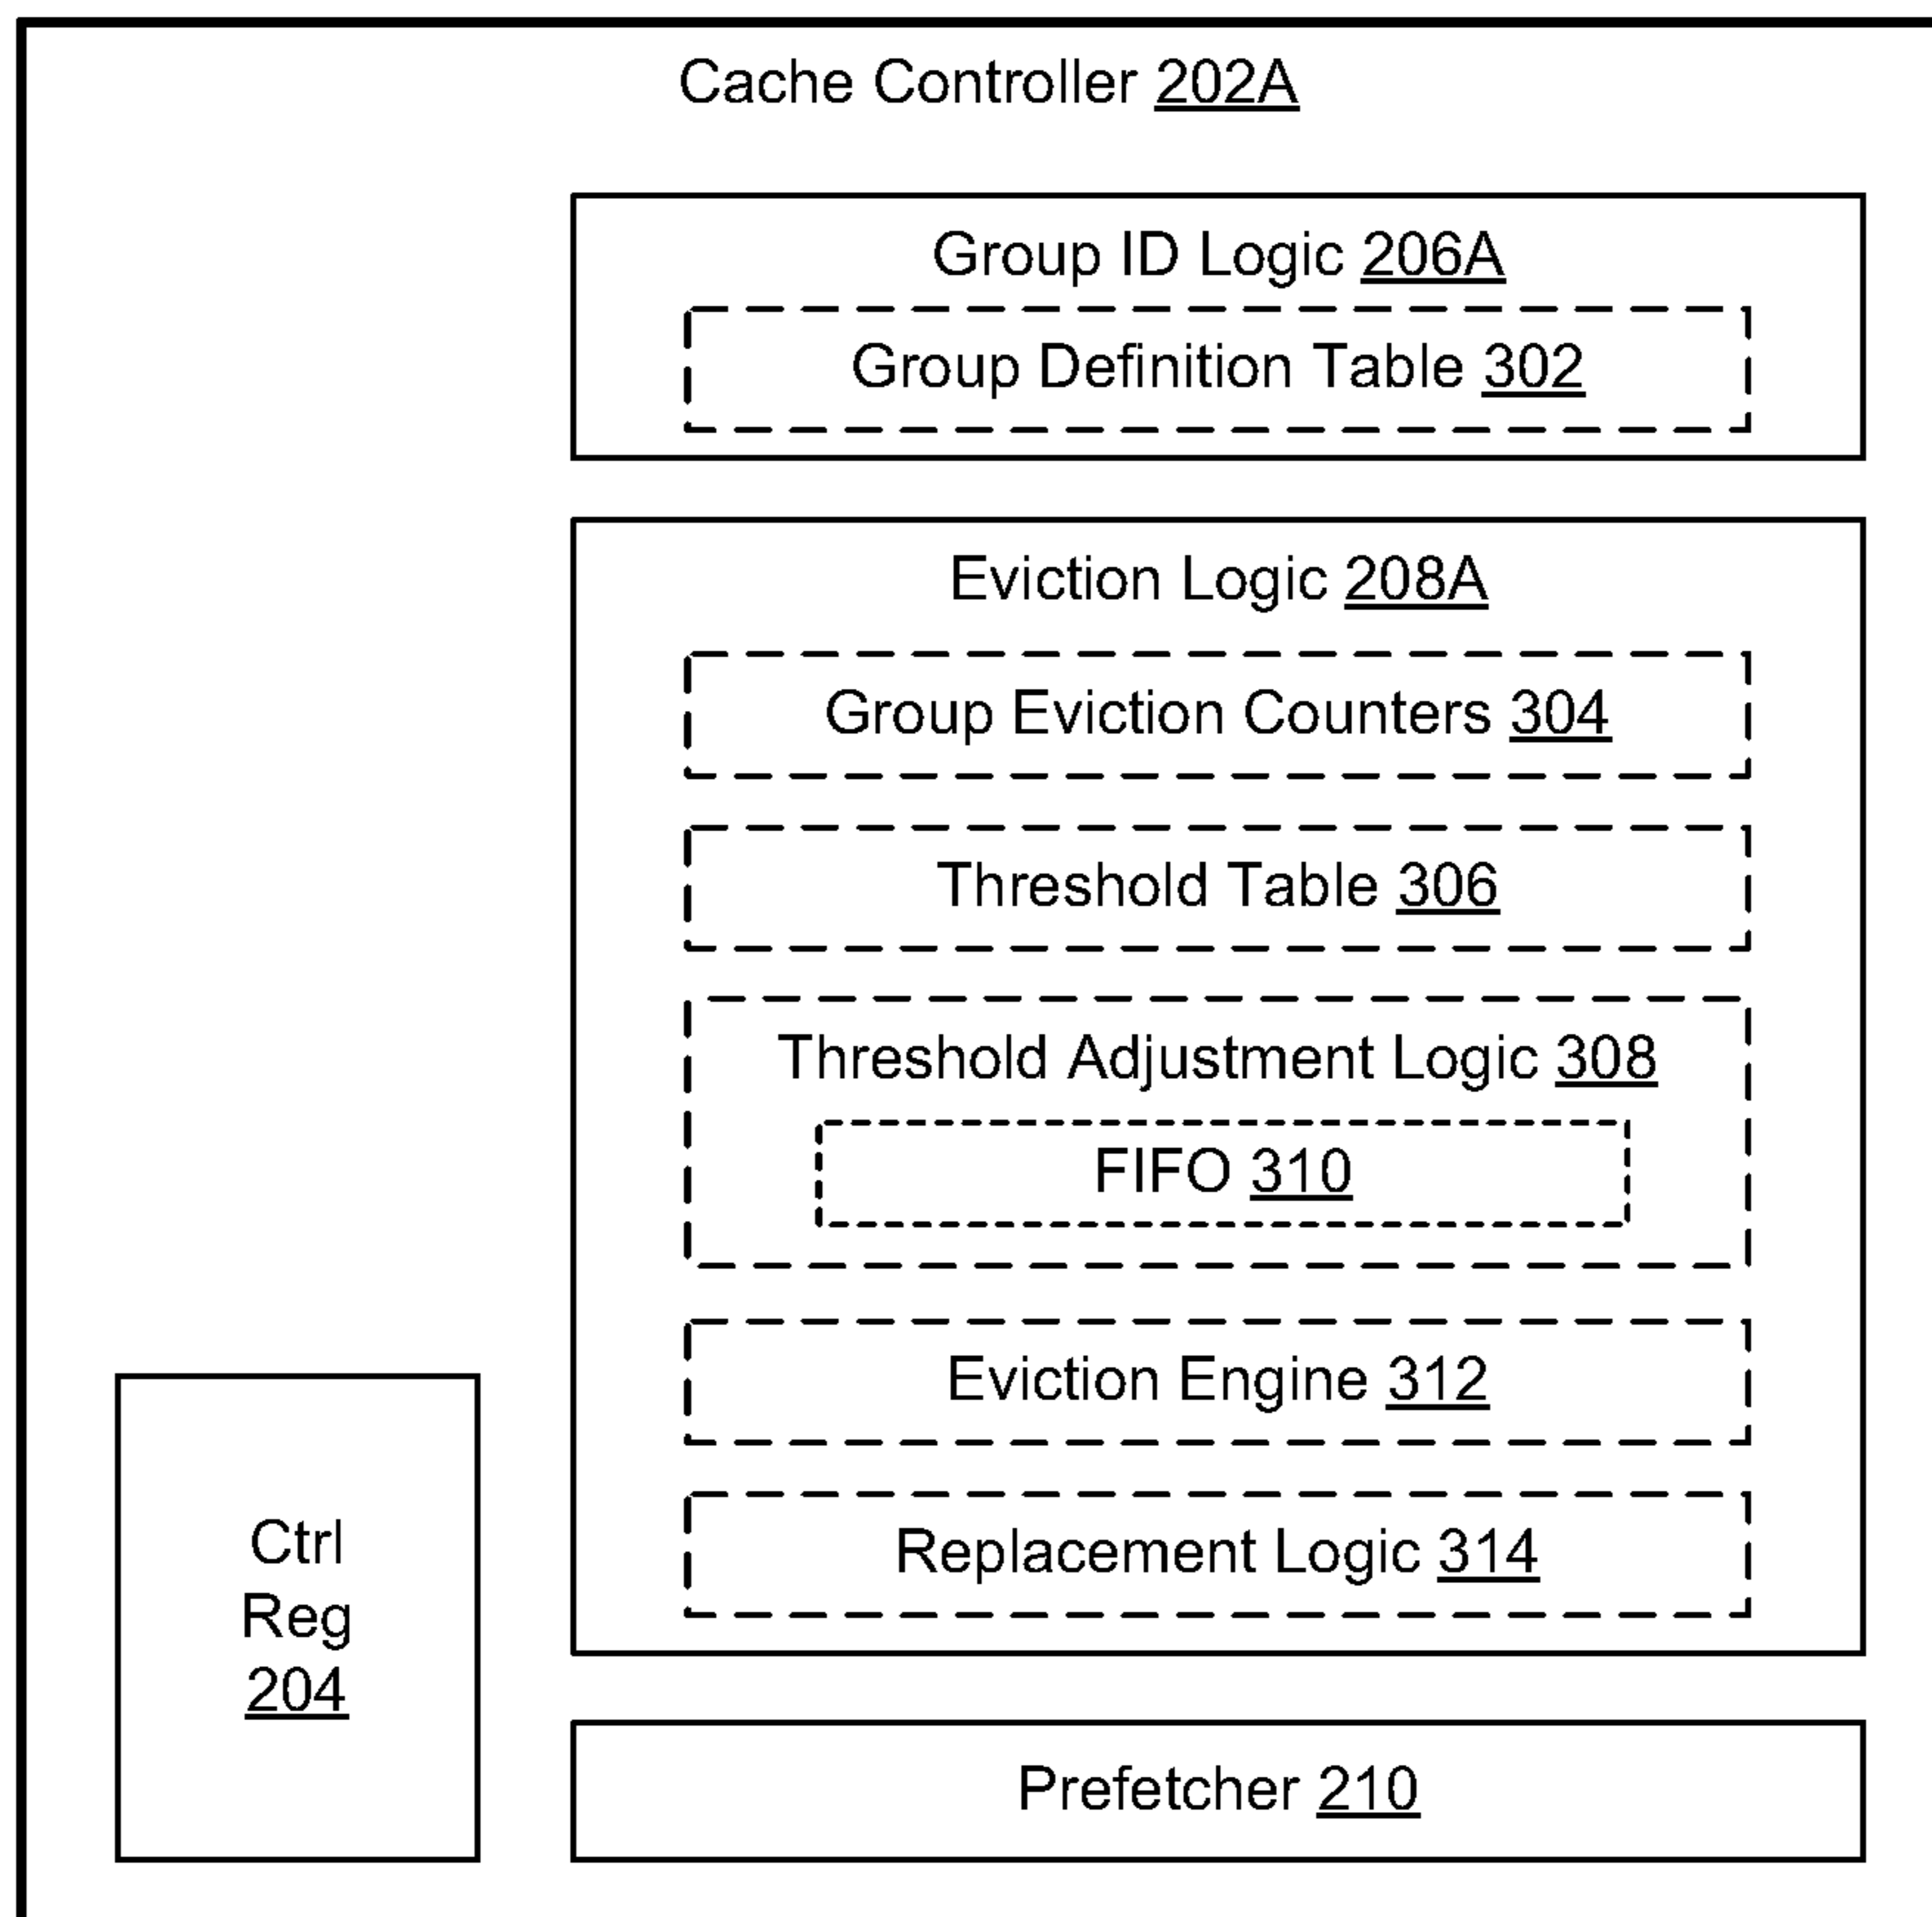 Cache Controller 202A
Group ID Logic 206A
Group Definition Table 302
Eviction Logic 208A
Group Eviction Counters 304
Threshold Table 306
Threshold Adjustment Logic 308
FIFO 310
Eviction Engine 312
Replacement Logic 314
Ctrl
Reg
204
Prefetcher 210